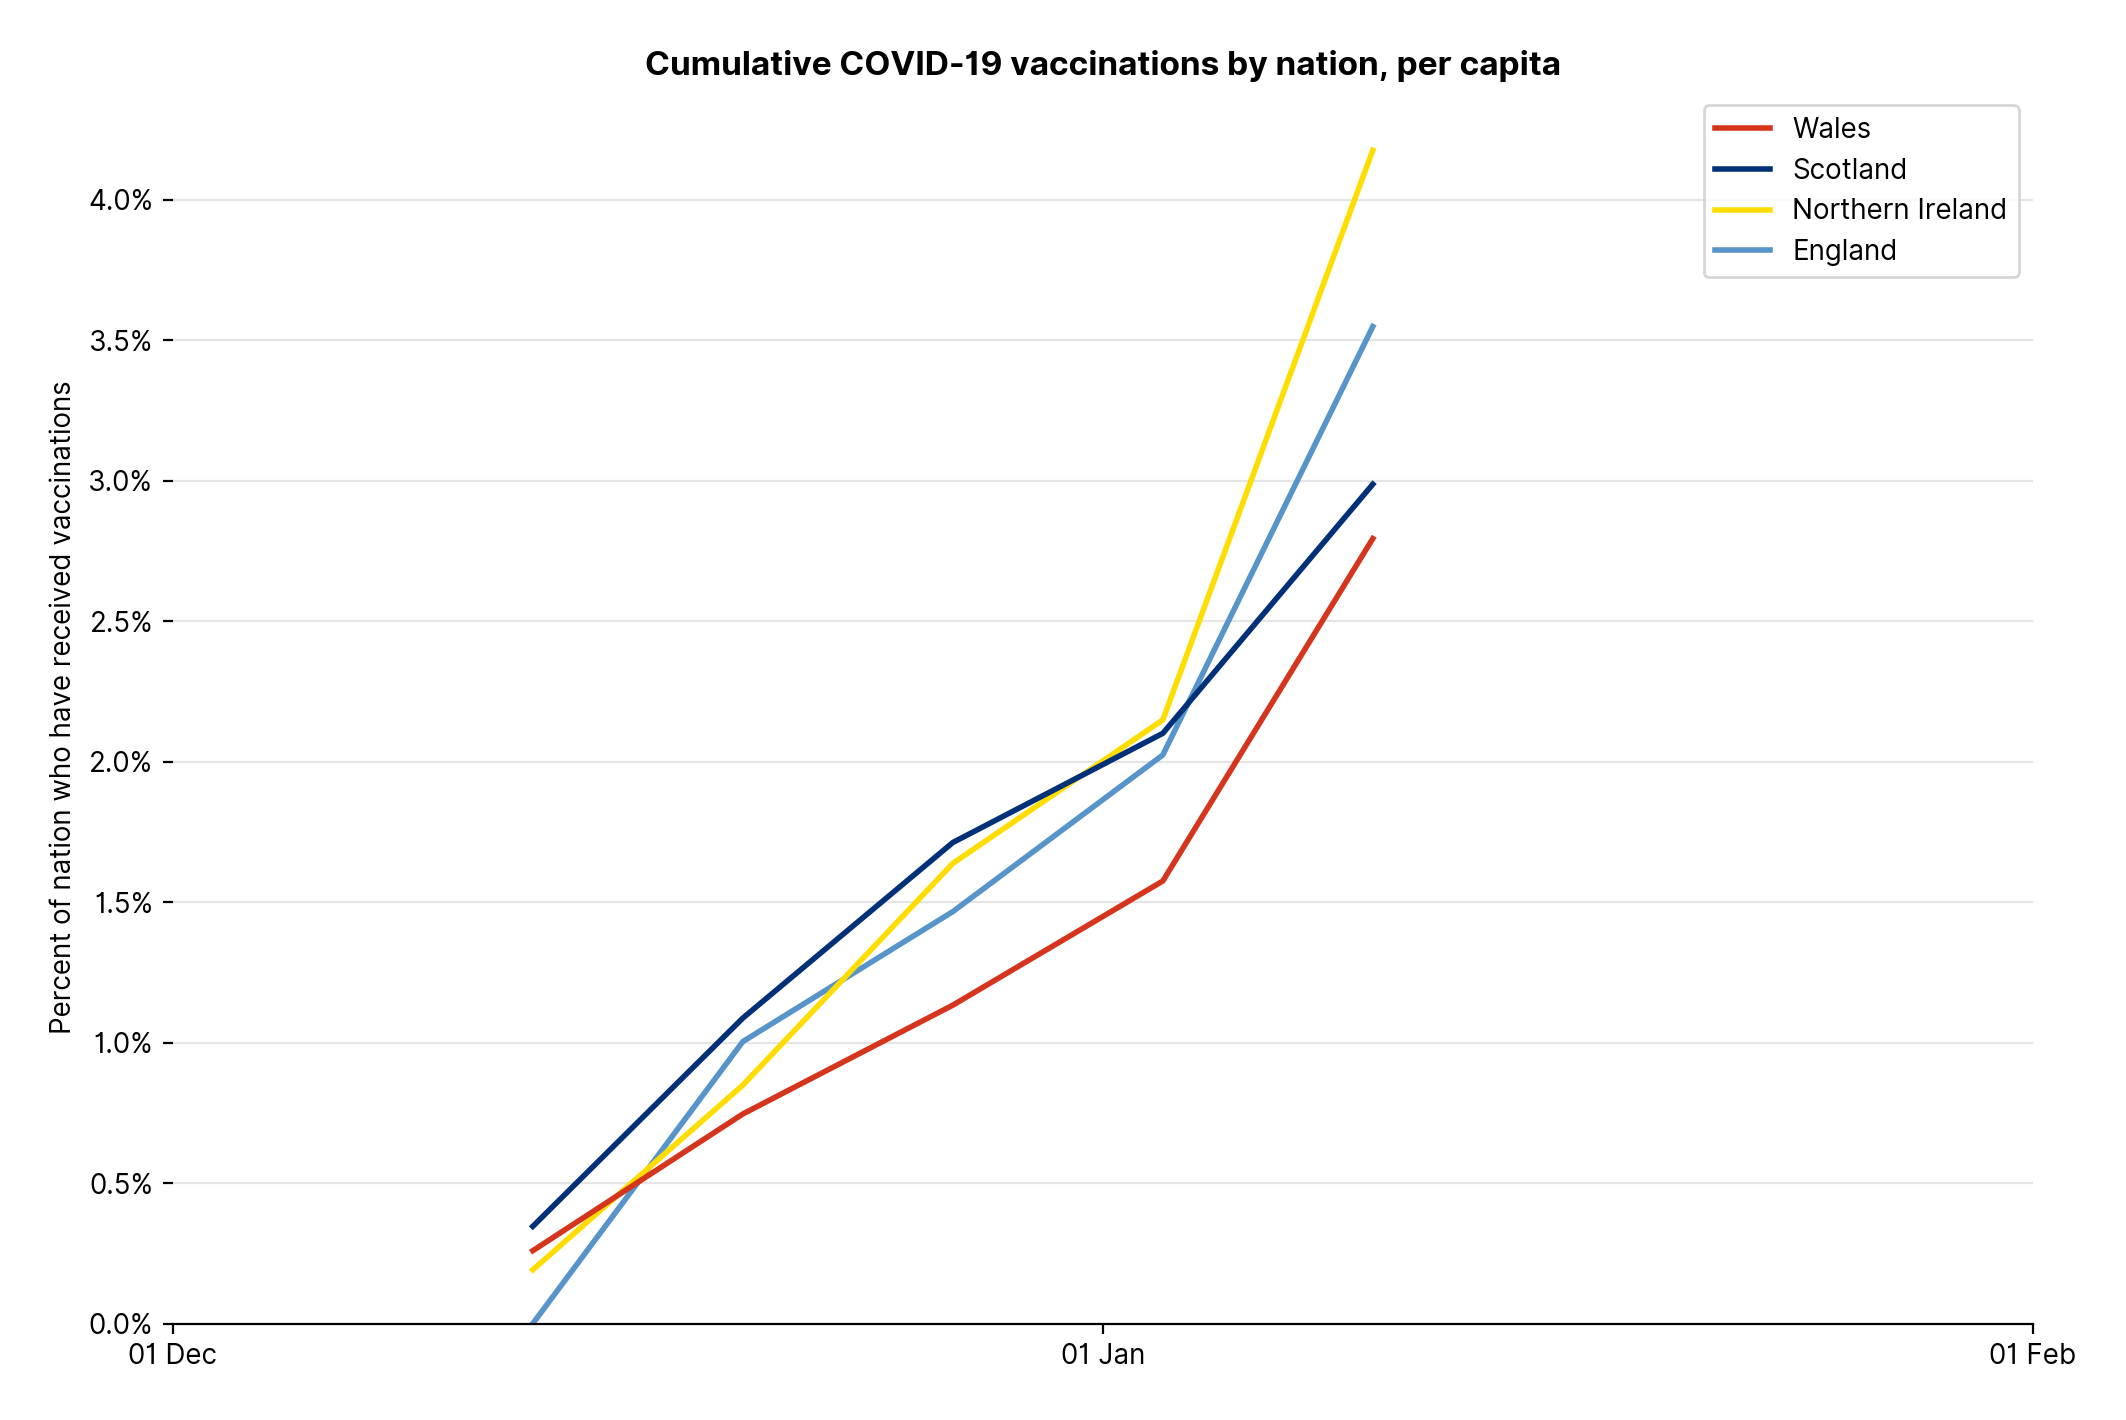 Cumulative COVID-19 vaccinations by nation, per capita
Wales
Scotland
Northern Ireland
England
Percent of nation who have received vaccinations
4.0%
3.5%
3.0%
2.5%
2.0%
1.5%
1.0%
0.5%
0.0%
01 Dec
01 Jan
01 Feb